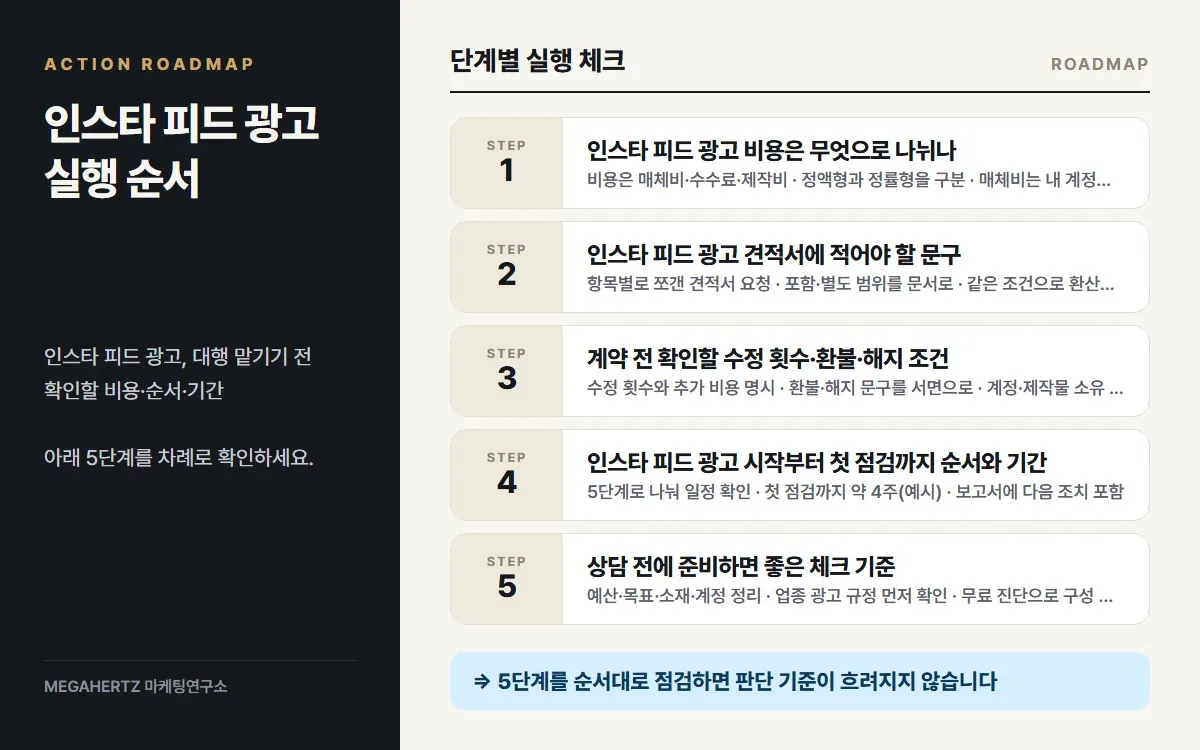 ACTION ROADMAP
인스타 피드 광고
실행 순서
인스타 피드 광고, 대행 맡기기 전
확인할 비용·순서·기간
아래 5단계를 차례로 확인하세요.
MEGAHERTZ 마케팅연구소
단계별 실행 체크
ROADMAP
STEP
1
인스타 피드 광고 비용은 무엇으로 나뉘나
비용은 매체비·수수료·제작비 · 정액형과 정률형을 구분 · 매체비는 내 계정...
STEP
2
인스타 피드 광고 견적서에 적어야 할 문구
항목별로 쪼갠 견적서 요청 · 포함·별도 범위를 문서로 · 같은 조건으로 환산...
STEP
3
계약 전 확인할 수정 횟수·환불·해지 조건
수정 횟수와 추가 비용 명시 · 환불·해지 문구를 서면으로 · 계정·제작물 소유 ...
STEP
4
인스타 피드 광고 시작부터 첫 점검까지 순서와 기간
5단계로 나눠 일정 확인 · 첫 점검까지 약 4주(예시) · 보고서에 다음 조치 포함
STEP
5
상담 전에 준비하면 좋은 체크 기준
예산·목표·소재·계정 정리 · 업종 광고 규정 먼저 확인 · 무료 진단으로 구성 ...
→ 5단계를 순서대로 점검하면 판단 기준이 흐려지지 않습니다